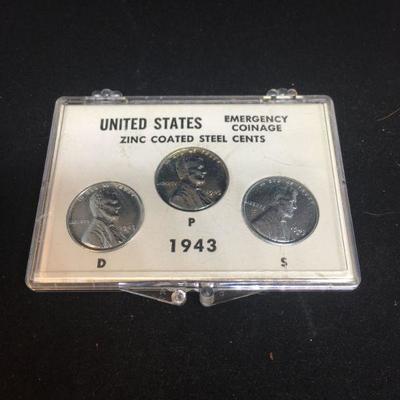 UNITED STATES EMERGENCY COINAGE
ZINC COATED STEEL CENTS
P
D 1943 S